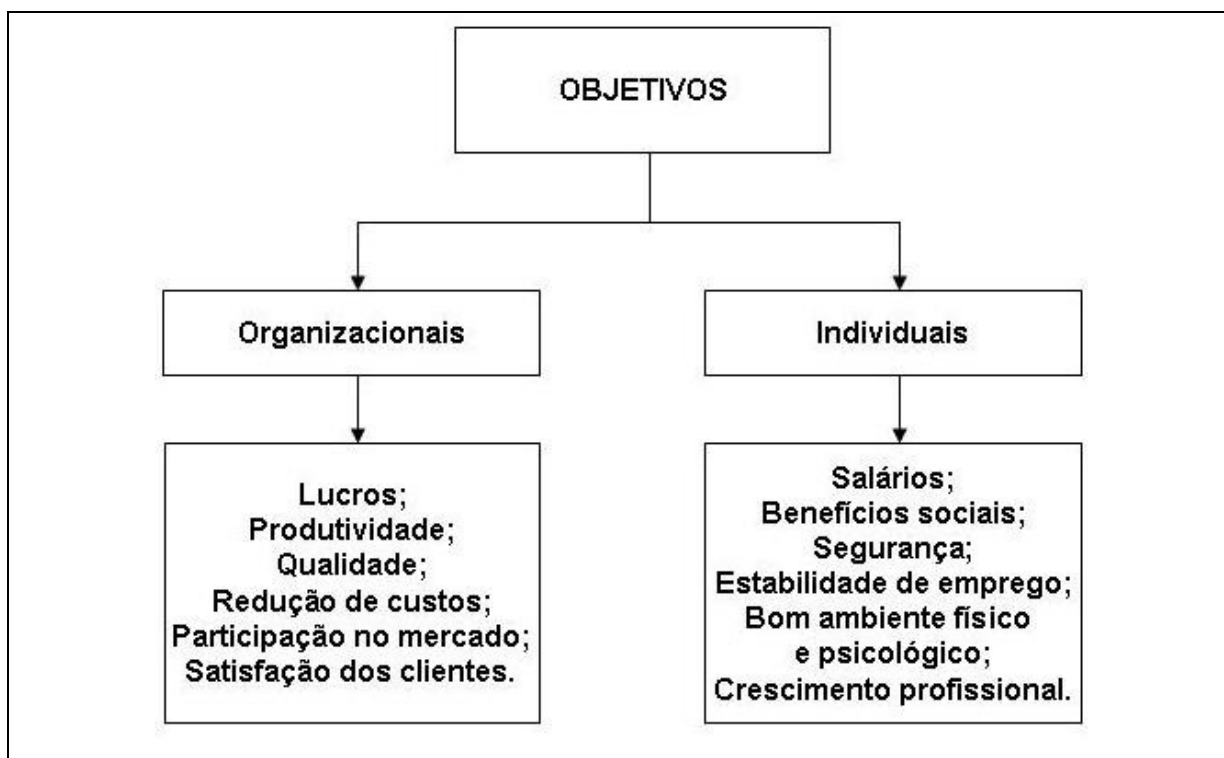 OBJETIVOS
Organizacionais
Individuais
Lucros;
Produtividade;
Qualidade;
Redução de custos;
Participação no mercado;
Satisfação dos clientes.
Salários;
Benefícios sociais;
Segurança;
Estabilidade de emprego;
Bom ambiente físico
e psicológico;
Crescimento profissional.